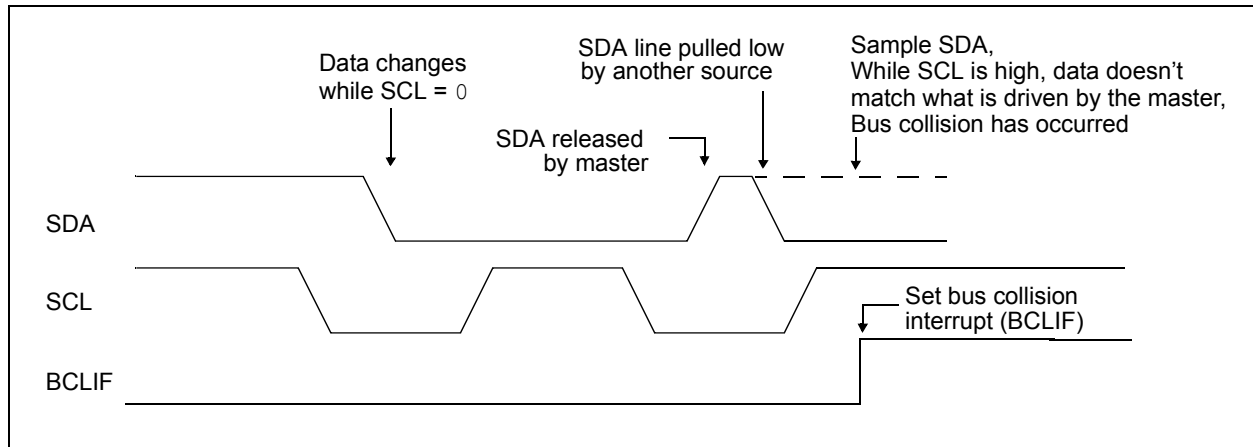 Data changes
while SCL = 0
SDA released
by master
SDA line pulled low
by another source
Sample SDA,
While SCL is high, data doesn’t
match what is driven by the master,
Bus collision has occurred
SDA
SCL
Set bus collision
interrupt (BCLIF)
BCLIF